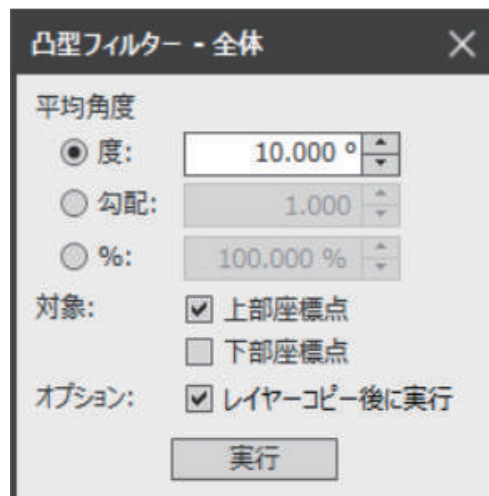 凸型フィルター - 全体
平均角度
度: 10.000 º
勾配: 1.000
%: 100.000 %
対象: 上部座標点
下部座標点
オプション: レイヤーコピー後に実行
実行